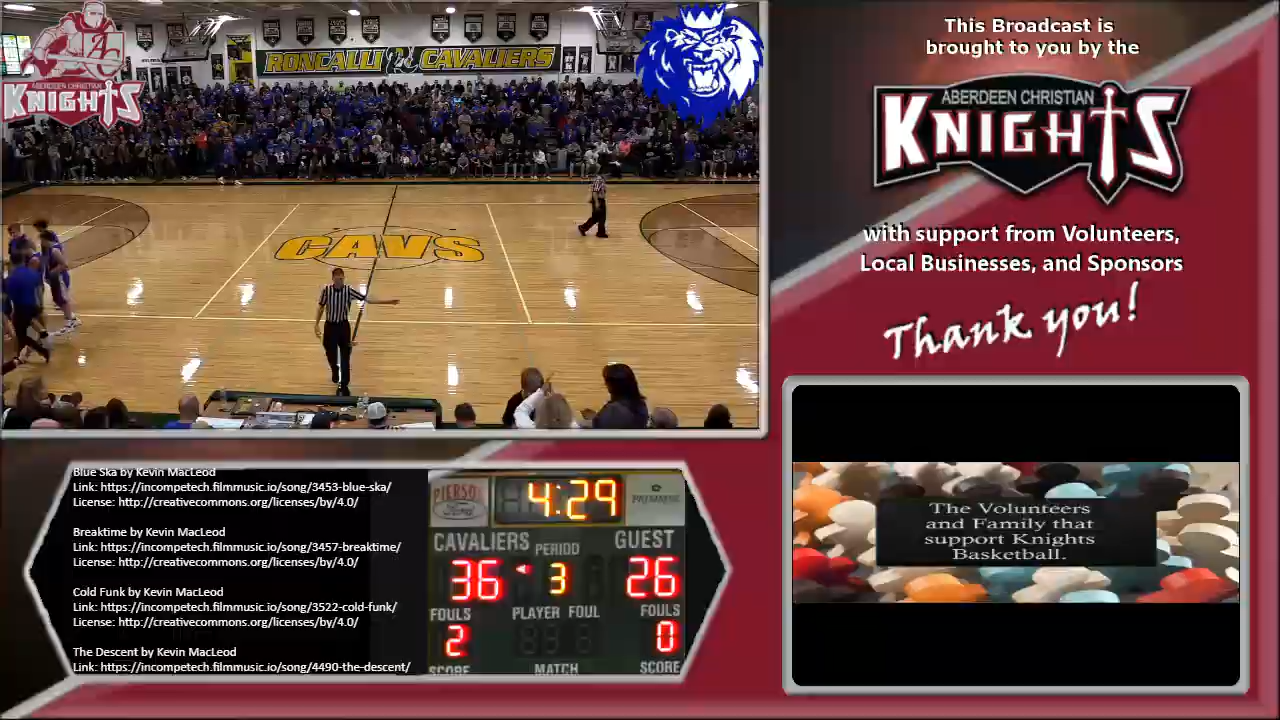 ABERDEEN CHRISTIAN
KNIGHTS
RONCALLI CAVALIERS
CAVS
This Broadcast is
brought to you by the
ABERDEEN CHRISTIAN
KNIGHTS
with support from Volunteers,
Local Businesses, and Sponsors
Thank you!
Blue Ska by Kevin MacLeod
Link: https://incompetech.filmmusic.io/song/3453-blue-ska/
License: http://creativecommons.org/licenses/by/4.0/
Breaktime by Kevin MacLeod
Link: https://incompetech.filmmusic.io/song/3457-breaktime/
License: http://creativecommons.org/licenses/by/4.0/
Cold Funk by Kevin MacLeod
Link: https://incompetech.filmmusic.io/song/3522-cold-funk/
License: http://creativecommons.org/licenses/by/4.0/
The Descent by Kevin MacLeod
Link: https://incompetech.filmmusic.io/song/4490-the-descent/
4:29
CAVALIERS PERIOD GUEST
36 3 26
FOULS PLAYER FOUL FOULS
2 0
SCORE MATCH SCORE
The Volunteers
and Family that
support Knights
Basketball.